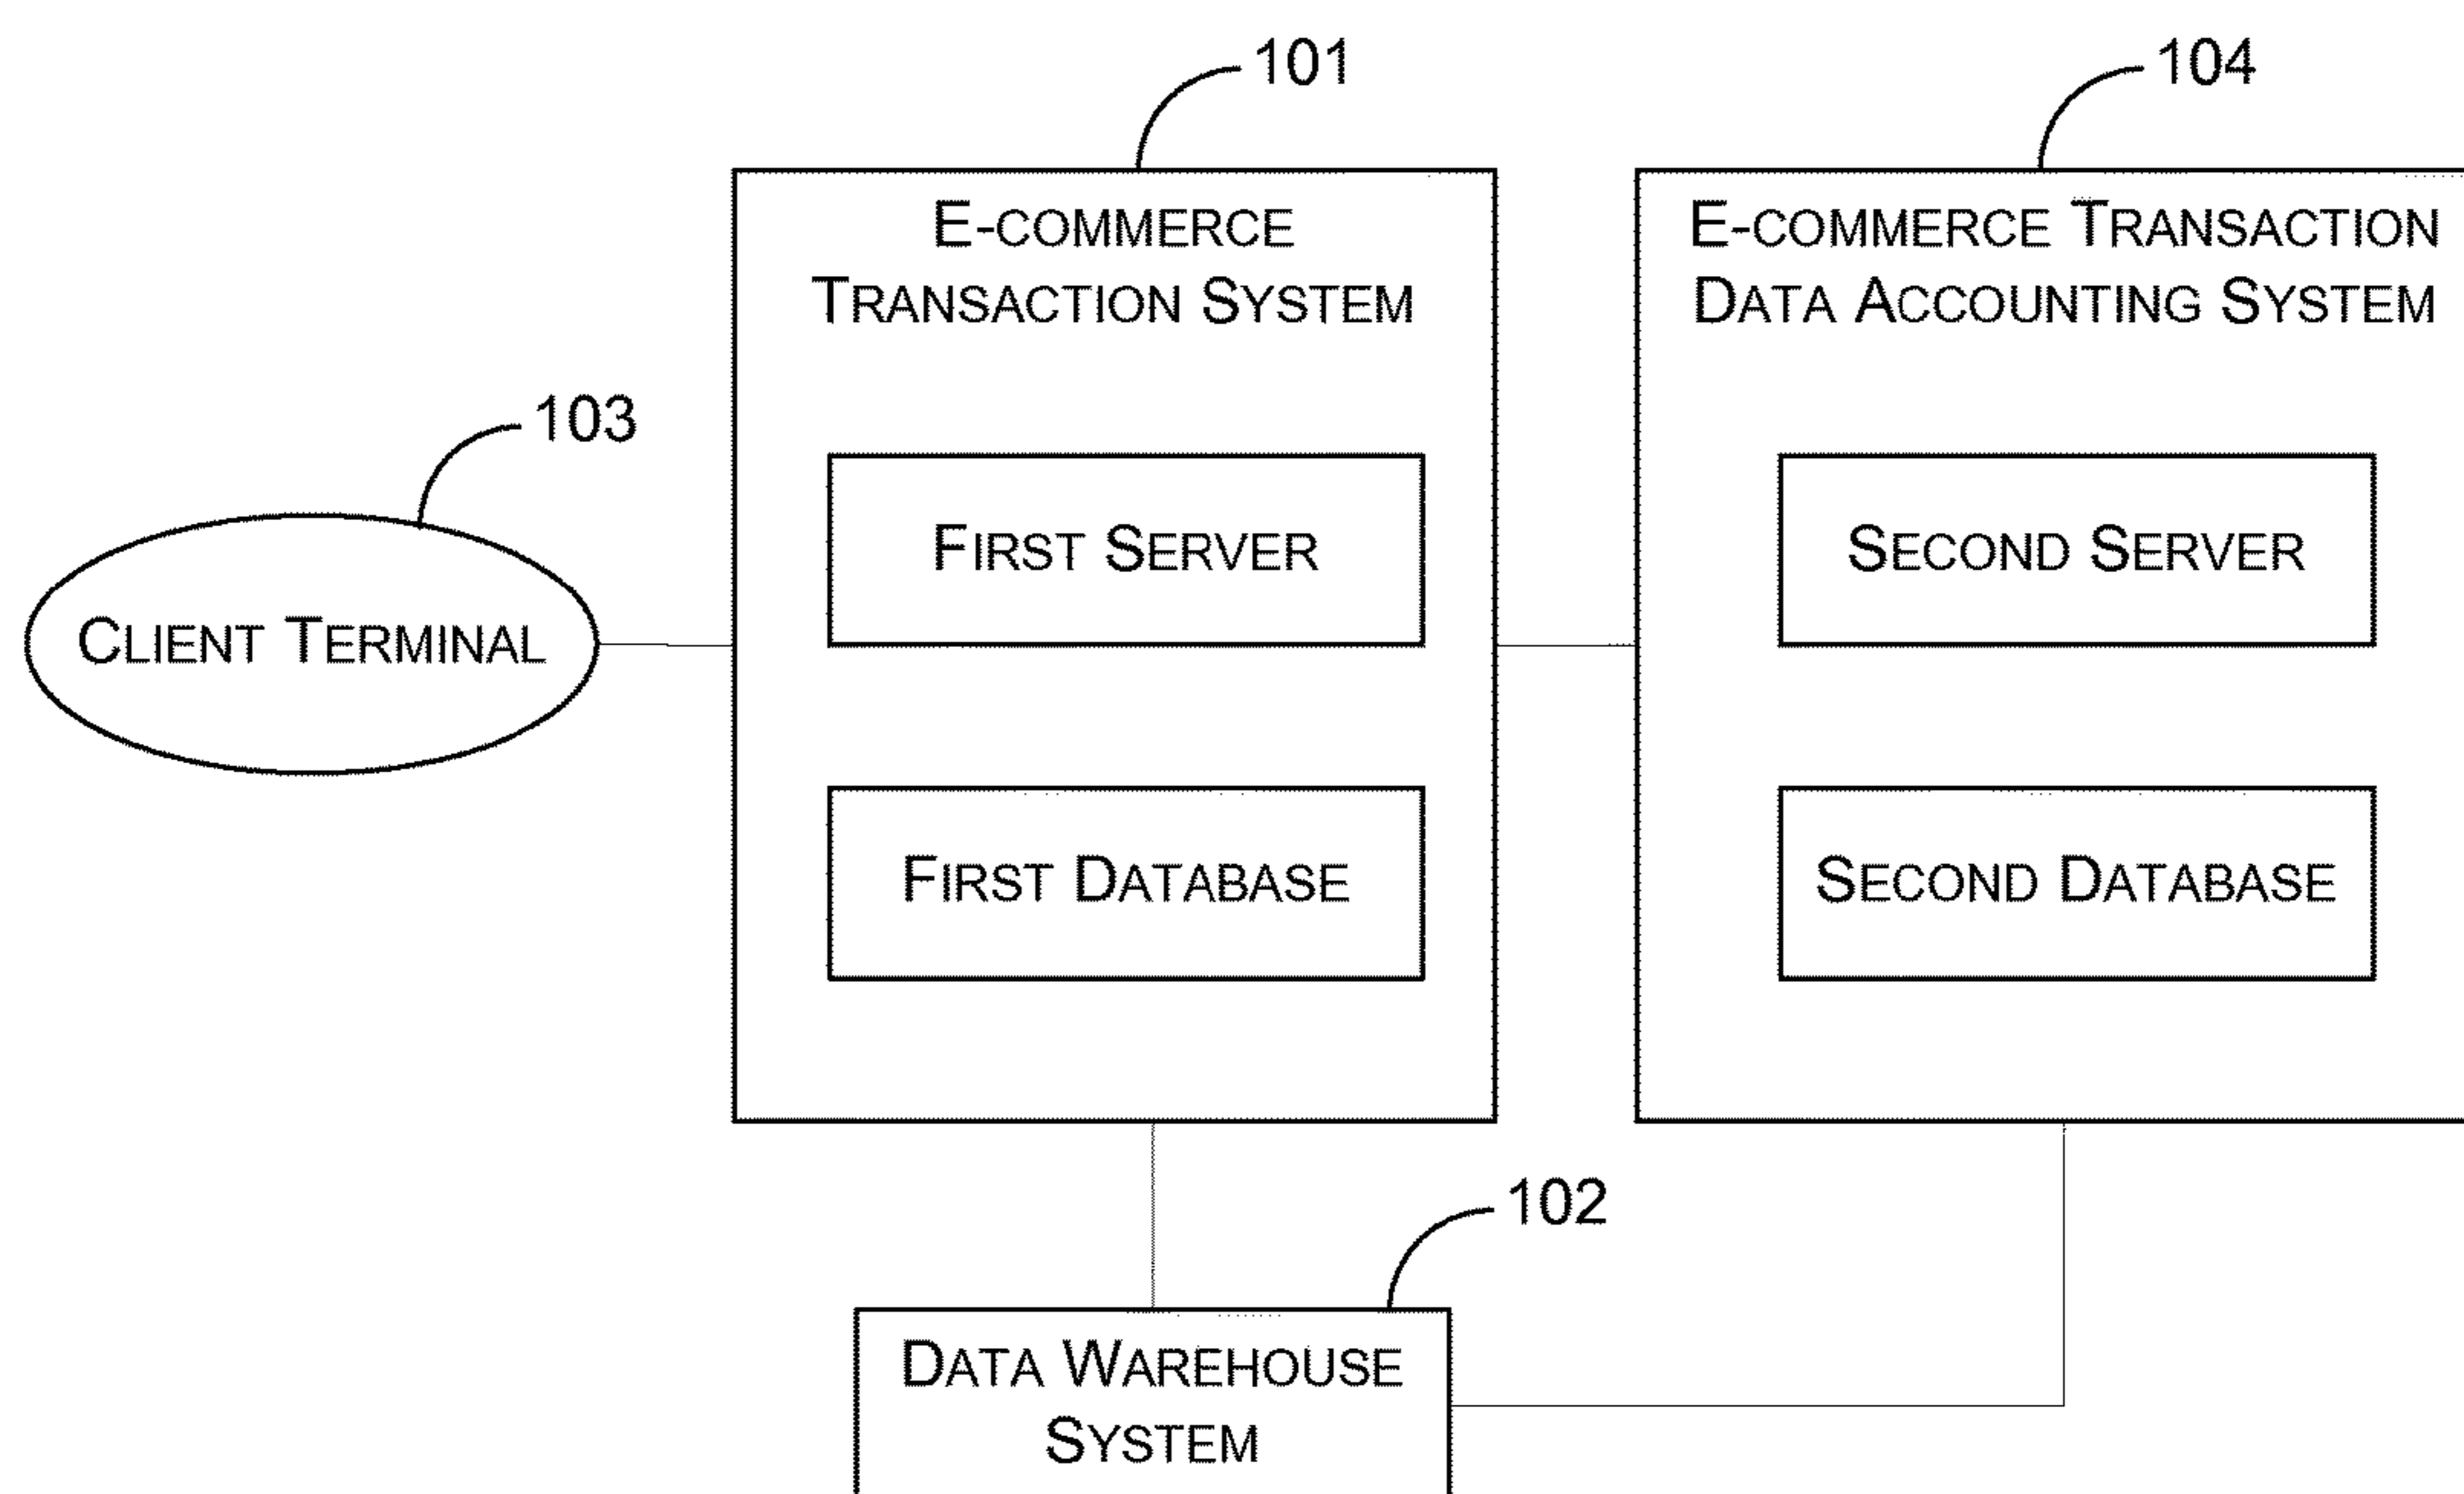 101
104
E-COMMERCE
TRANSACTION SYSTEM
E-COMMERCE TRANSACTION
DATA ACCOUNTING SYSTEM
103
FIRST SERVER
SECOND SERVER
CLIENT TERMINAL
FIRST DATABASE
SECOND DATABASE
102
DATA WAREHOUSE
SYSTEM